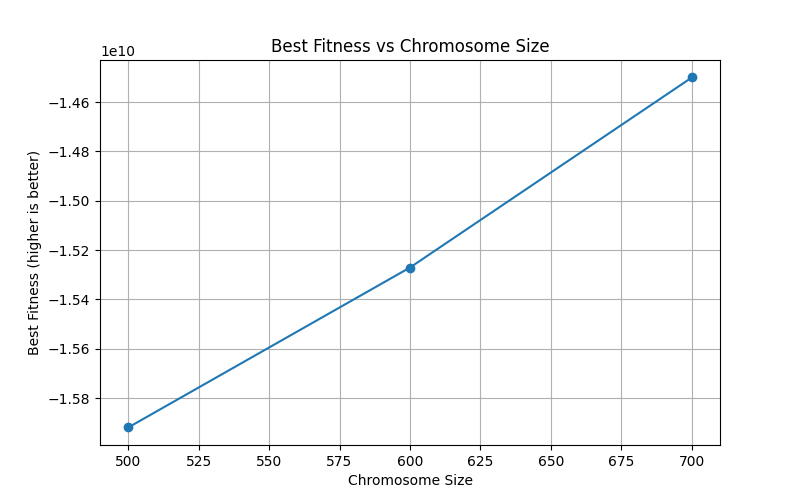 Best Fitness vs Chromosome Size
1e10
−1.46
−1.48
−1.50
−1.52
−1.54
−1.56
−1.58
Best Fitness (higher is better)
500 525 550 575 600 625 650 675 700
Chromosome Size